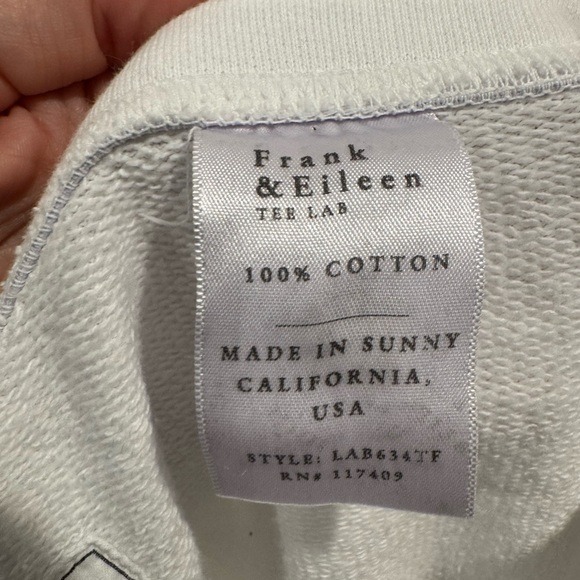 Frank
& Eileen
TEE LAB
100% COTTON
MADE IN SUNNY
CALIFORNIA,
USA
STYLE: LAB634TF
RN# 117409